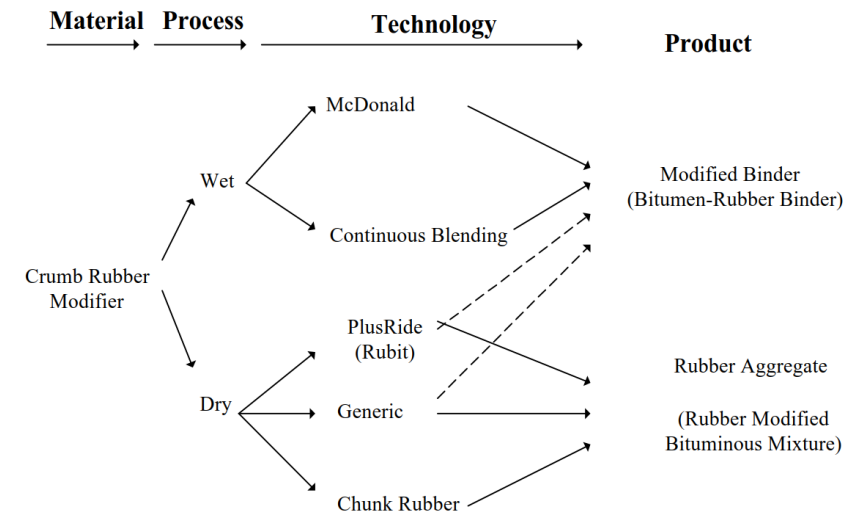 Material
Process
Technology
Product
McDonald
Wet
Modified Binder
(Bitumen-Rubber Binder)
Continuous Blending
Crumb Rubber
Modifier
PlusRide
(Rubit)
Rubber Aggregate
Dry
Generic
(Rubber Modified
Bituminous Mixture)
Chunk Rubber